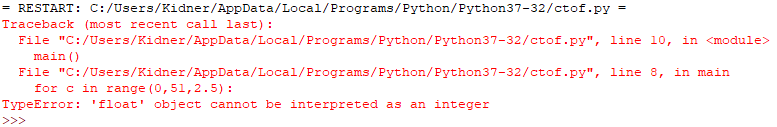 = RESTART: C:/Users/Kidner/AppData/Local/Programs/Python/Python37-32/ctof.py =
Traceback (most recent call last):
  File "C:/Users/Kidner/AppData/Local/Programs/Python/Python37-32/ctof.py", line 10, in <module>
    main()
  File "C:/Users/Kidner/AppData/Local/Programs/Python/Python37-32/ctof.py", line 8, in main
    for c in range(0,51,2.5):
TypeError: 'float' object cannot be interpreted as an integer
>>>